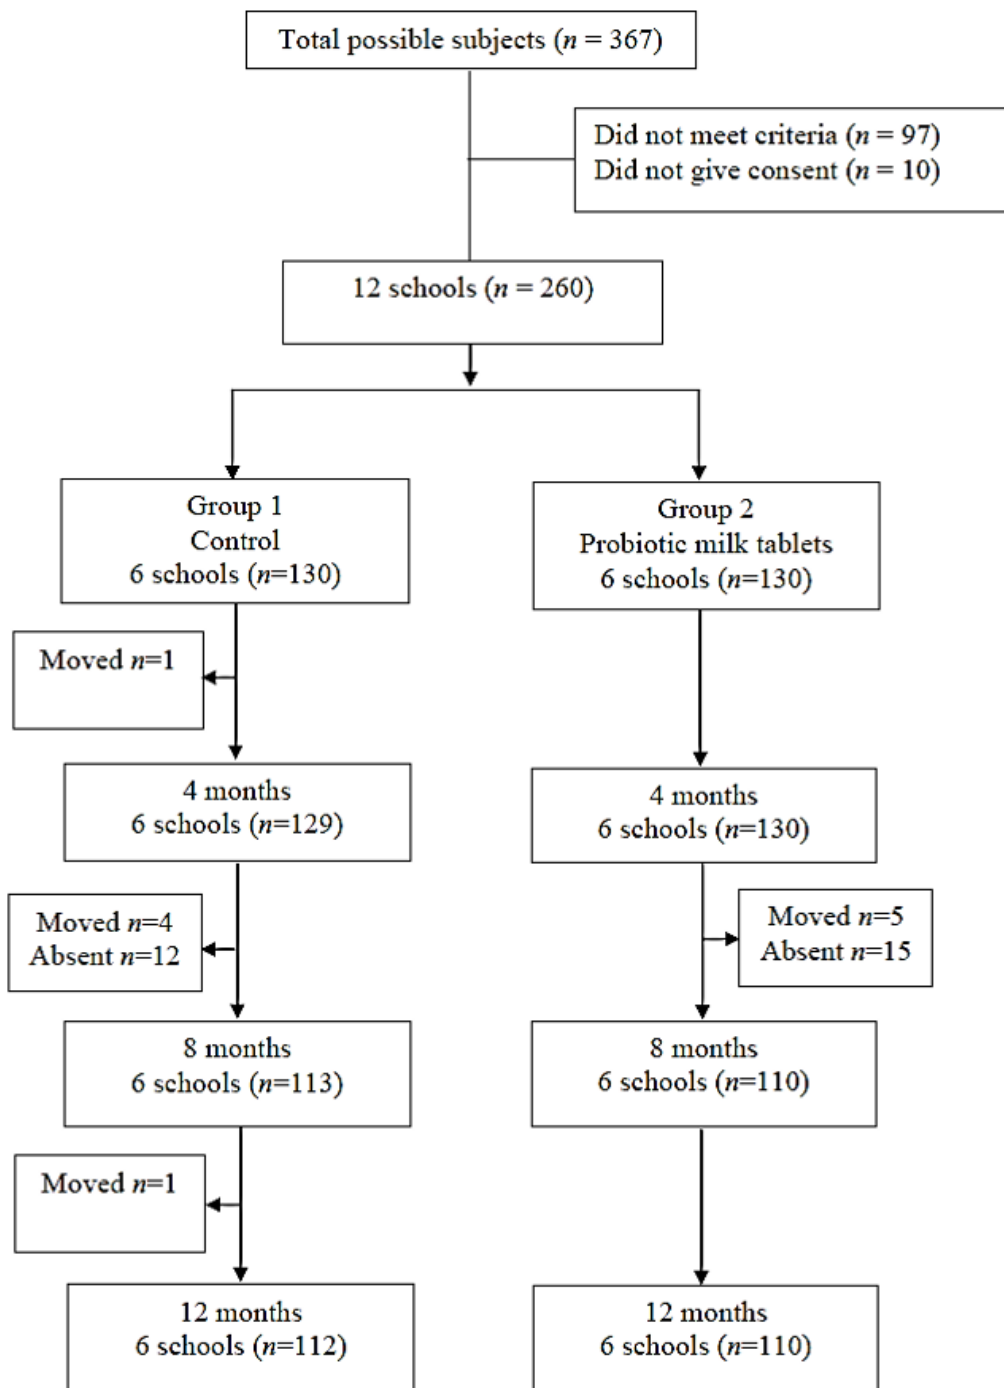 Total possible subjects (n = 367)
Did not meet criteria (n = 97)
Did not give consent (n = 10)
12 schools (n = 260)
Group 1
Control
6 schools (n=130)
Group 2
Probiotic milk tablets
6 schools (n=130)
Moved n=1
4 months
6 schools (n=129)
4 months
6 schools (n=130)
Moved n=4
Absent n=12
Moved n=5
Absent n=15
8 months
6 schools (n=113)
8 months
6 schools (n=110)
Moved n=1
12 months
6 schools (n=112)
12 months
6 schools (n=110)